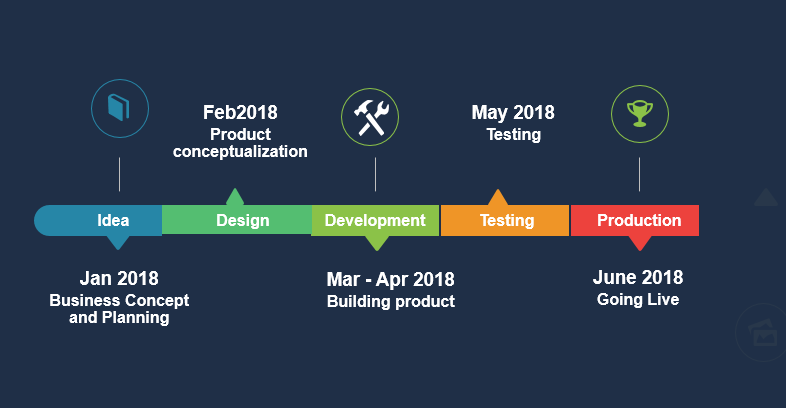 Feb2018
Product
conceptualization
May 2018
Testing
Idea
Design
Development
Testing
Production
Jan 2018
Business Concept
and Planning
Mar - Apr 2018
Building product
June 2018
Going Live